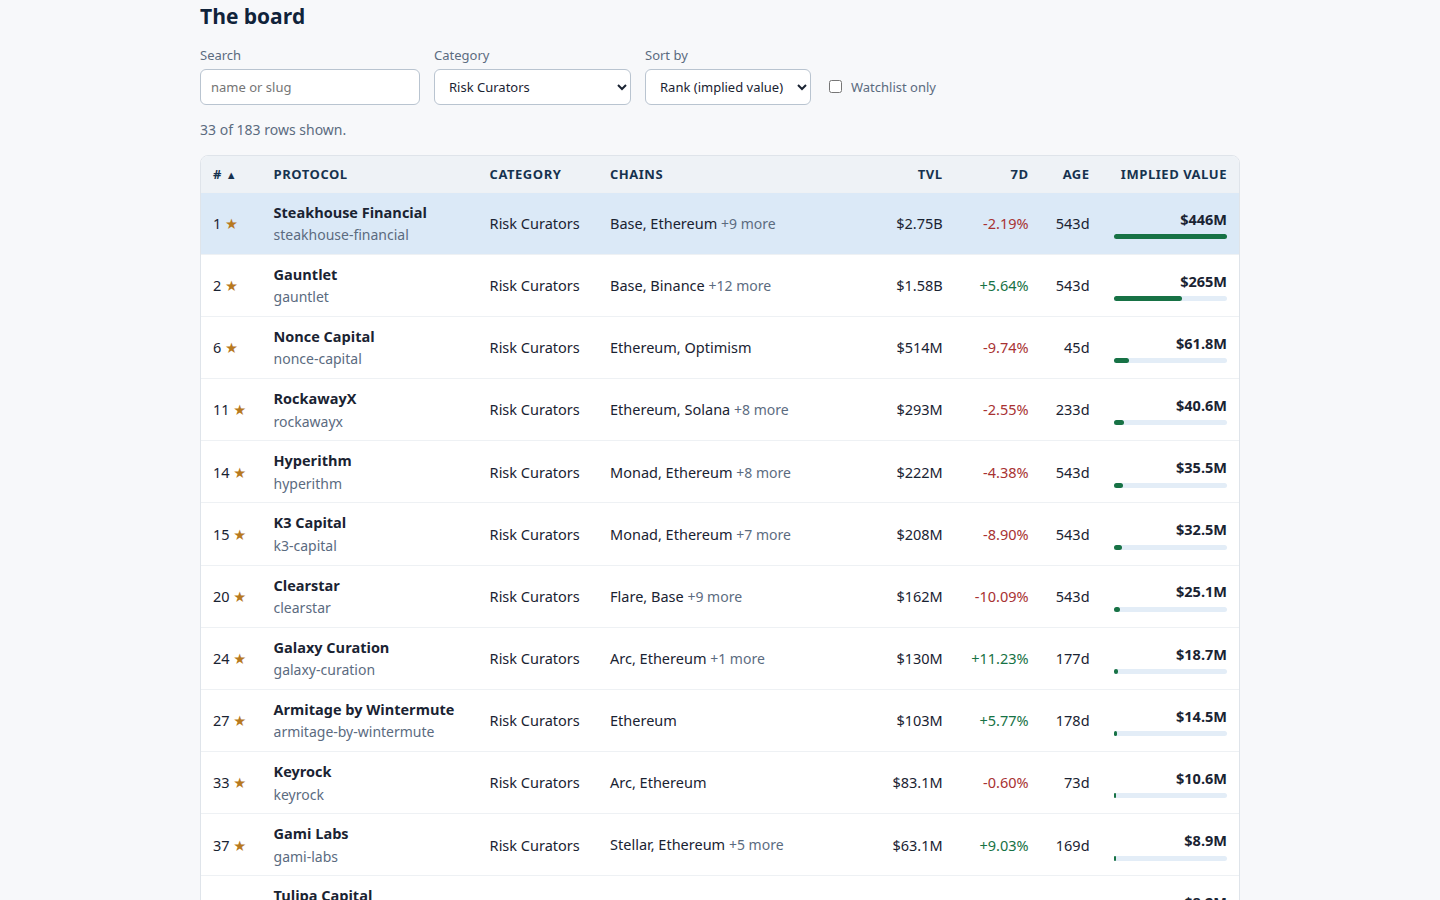 The board
Search Category Sort by
name or slug Risk Curators Rank (implied value) Watchlist only
33 of 183 rows shown.
# ▲ PROTOCOL CATEGORY CHAINS TVL 7D AGE IMPLIED VALUE
1 ★ Steakhouse Financial Risk Curators Base, Ethereum +9 more $2.75B -2.19% 543d $446M
steakhouse-financial
2 ★ Gauntlet Risk Curators Base, Binance +12 more $1.58B +5.64% 543d $265M
gauntlet
6 ★ Nonce Capital Risk Curators Ethereum, Optimism $514M -9.74% 45d $61.8M
nonce-capital
11 ★ RockawayX Risk Curators Ethereum, Solana +8 more $293M -2.55% 233d $40.6M
rockawayx
14 ★ Hyperithm Risk Curators Monad, Ethereum +8 more $222M -4.38% 543d $35.5M
hyperithm
15 ★ K3 Capital Risk Curators Monad, Ethereum +7 more $208M -8.90% 543d $32.5M
k3-capital
20 ★ Clearstar Risk Curators Flare, Base +9 more $162M -10.09% 543d $25.1M
clearstar
24 ★ Galaxy Curation Risk Curators Arc, Ethereum +1 more $130M +11.23% 177d $18.7M
galaxy-curation
27 ★ Armitage by Wintermute Risk Curators Ethereum $103M +5.77% 178d $14.5M
armitage-by-wintermute
33 ★ Keyrock Risk Curators Arc, Ethereum $83.1M -0.60% 73d $10.6M
keyrock
37 ★ Gami Labs Risk Curators Stellar, Ethereum +5 more $63.1M +9.03% 169d $8.9M
gami-labs
Tulipa Capital